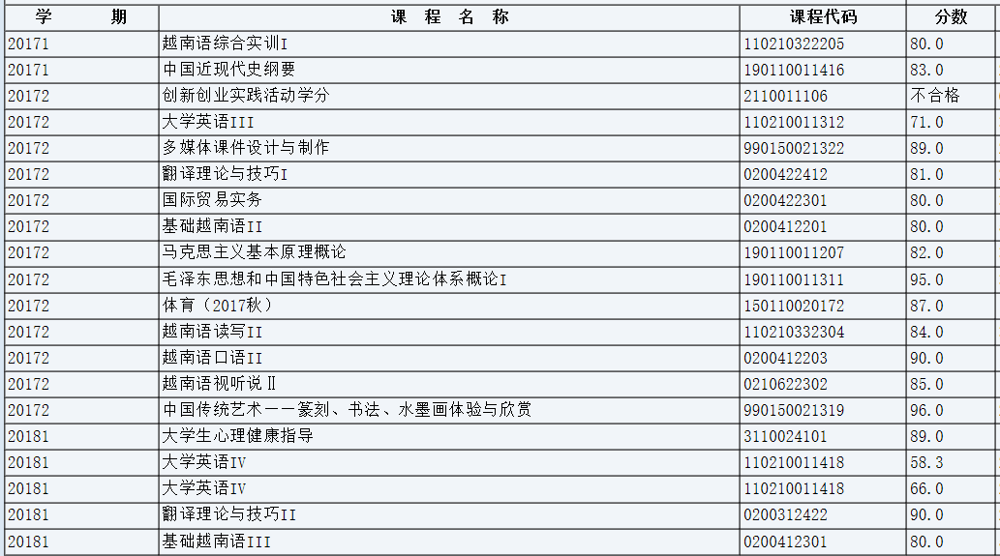 学 期 课 程 名 称 课程代码 分数
20171 越南语综合实训I 110210322205 80.0
20171 中国近现代史纲要 190110011416 83.0
20172 创新创业实践活动学分 2110011106 不合格
20172 大学英语III 110210011312 71.0
20172 多媒体课件设计与制作 990150021322 89.0
20172 翻译理论与技巧I 0200422412 81.0
20172 国际贸易实务 0200422301 80.0
20172 基础越南语II 0200412201 80.0
20172 马克思主义基本原理概论 190110011207 82.0
20172 毛泽东思想和中国特色社会主义理论体系概论I 190110011311 95.0
20172 体育（2017秋） 150110020172 87.0
20172 越南语读写II 110210332304 84.0
20172 越南语口语II 0200412203 90.0
20172 越南语视听说Ⅱ 0210622302 85.0
20172 中国传统艺术——篆刻、书法、水墨画体验与欣赏 990150021319 96.0
20181 大学生心理健康指导 3110024101 89.0
20181 大学英语IV 110210011418 58.3
20181 大学英语IV 110210011418 66.0
20181 翻译理论与技巧II 0200312422 90.0
20181 基础越南语III 0200412301 80.0